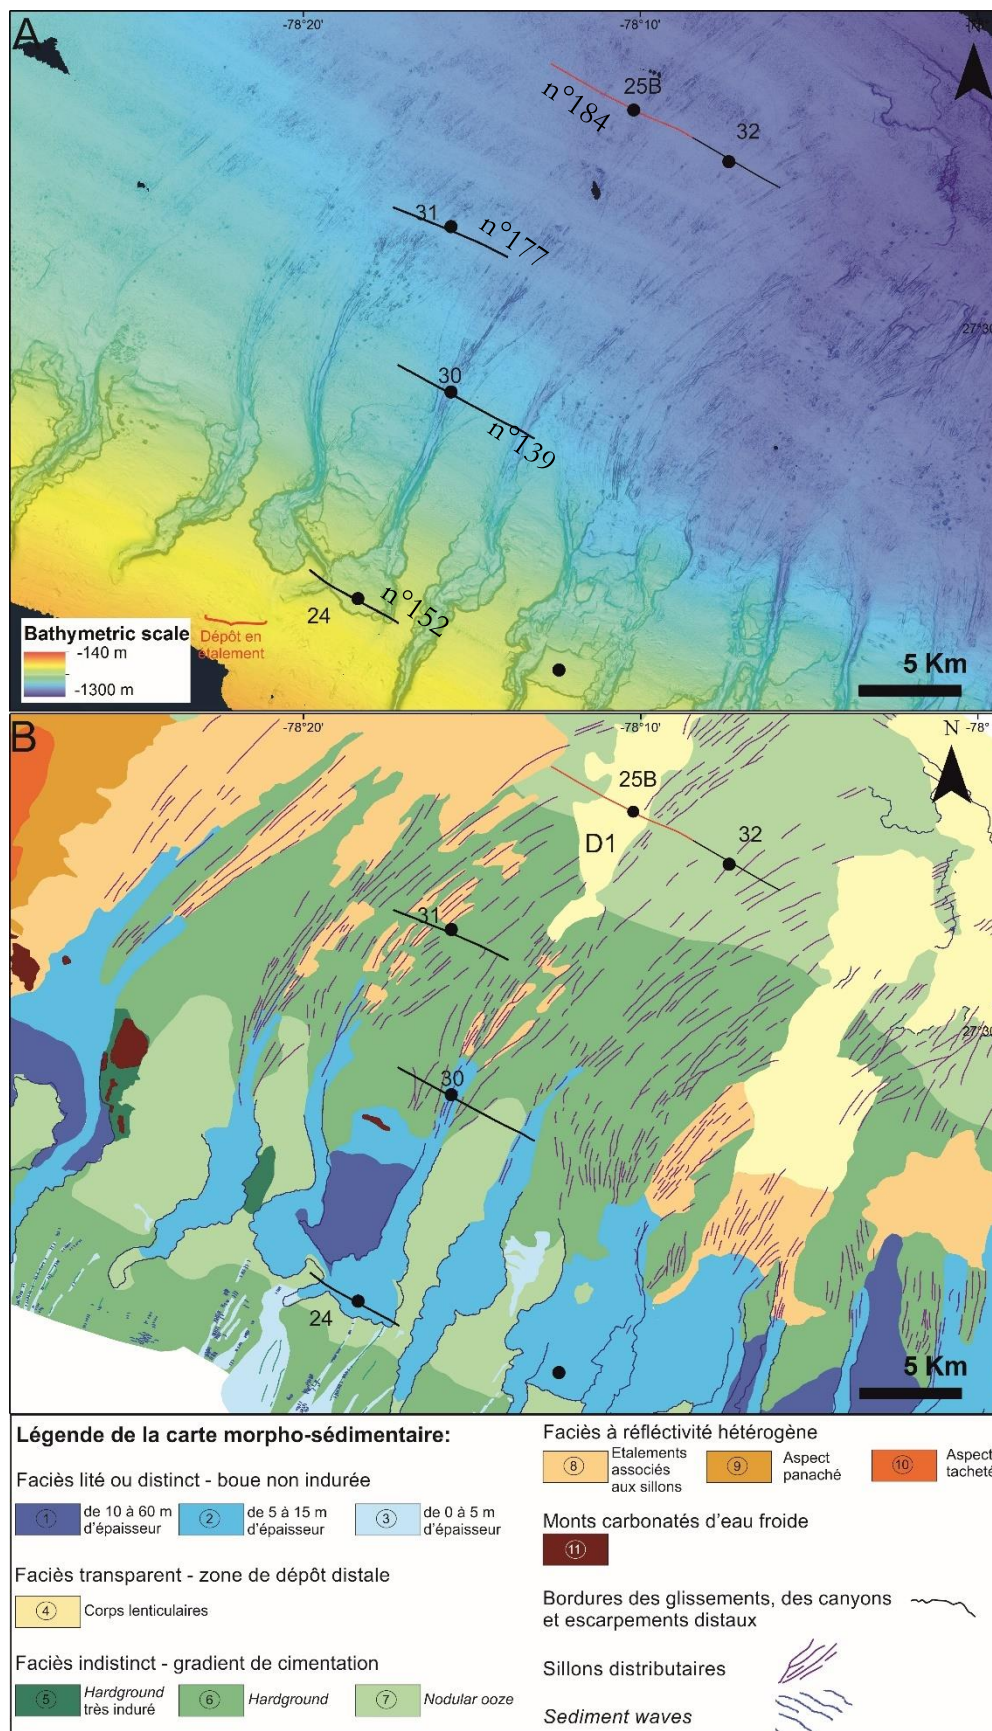 A
-78°20
-78°10
-N°
25B
n°184
32
31
n°177
27°30
30
n°139
24
n°152
Bathymetric scale
-140 m
-1300 m
Dépôt en
étalement
5 Km
B
-78°20
-78°10
-78°
N
25B
D1
32
31
27°30
30
24
5 Km
Légende de la carte morpho-sédimentaire:
Faciès lité ou distinct - boue non indurée
1 de 10 à 60 m d'épaisseur
2 de 5 à 15 m d'épaisseur
3 de 0 à 5 m d'épaisseur
Faciès transparent - zone de dépôt distale
4 Corps lenticulaires
Faciès indistinct - gradient de cimentation
5 Hardground très induré
6 Hardground
7 Nodular ooze
Faciès à réfléctivité hétérogène
8 Etalements associés aux sillons
9 Aspect panaché
10 Aspect tacheté
Monts carbonatés d'eau froide
11
Bordures des glissements, des canyons
et escarpements distaux
Sillons distributaires
Sediment waves